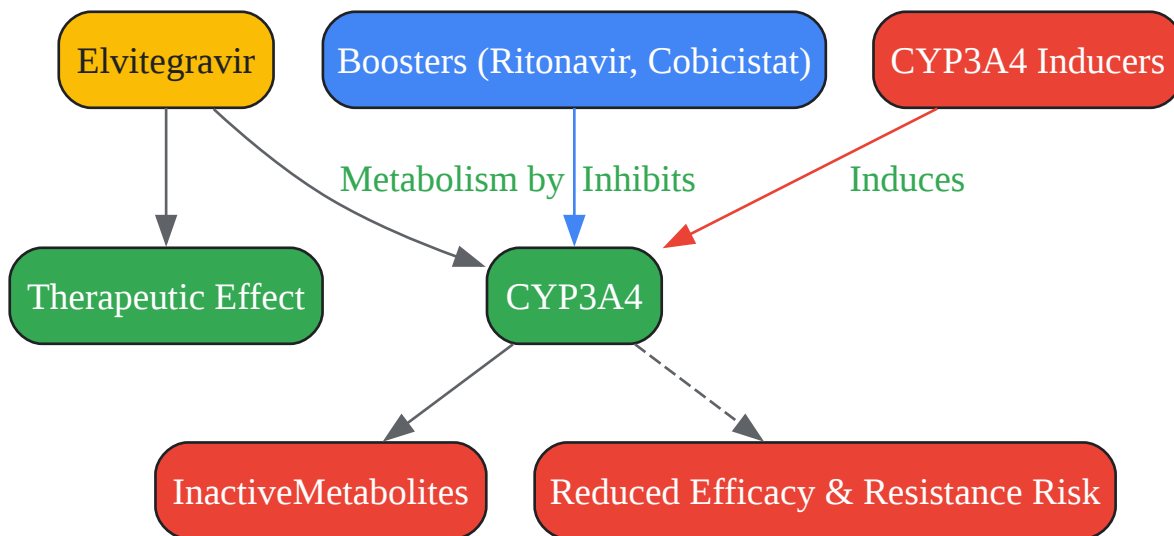 Elvitegravir
Boosters (Ritonavir, Cobicistat)
CYP3A4 Inducers
Metabolism by
Inhibits
Induces
Therapeutic Effect
CYP3A4
InactiveMetabolites
Reduced Efficacy & Resistance Risk